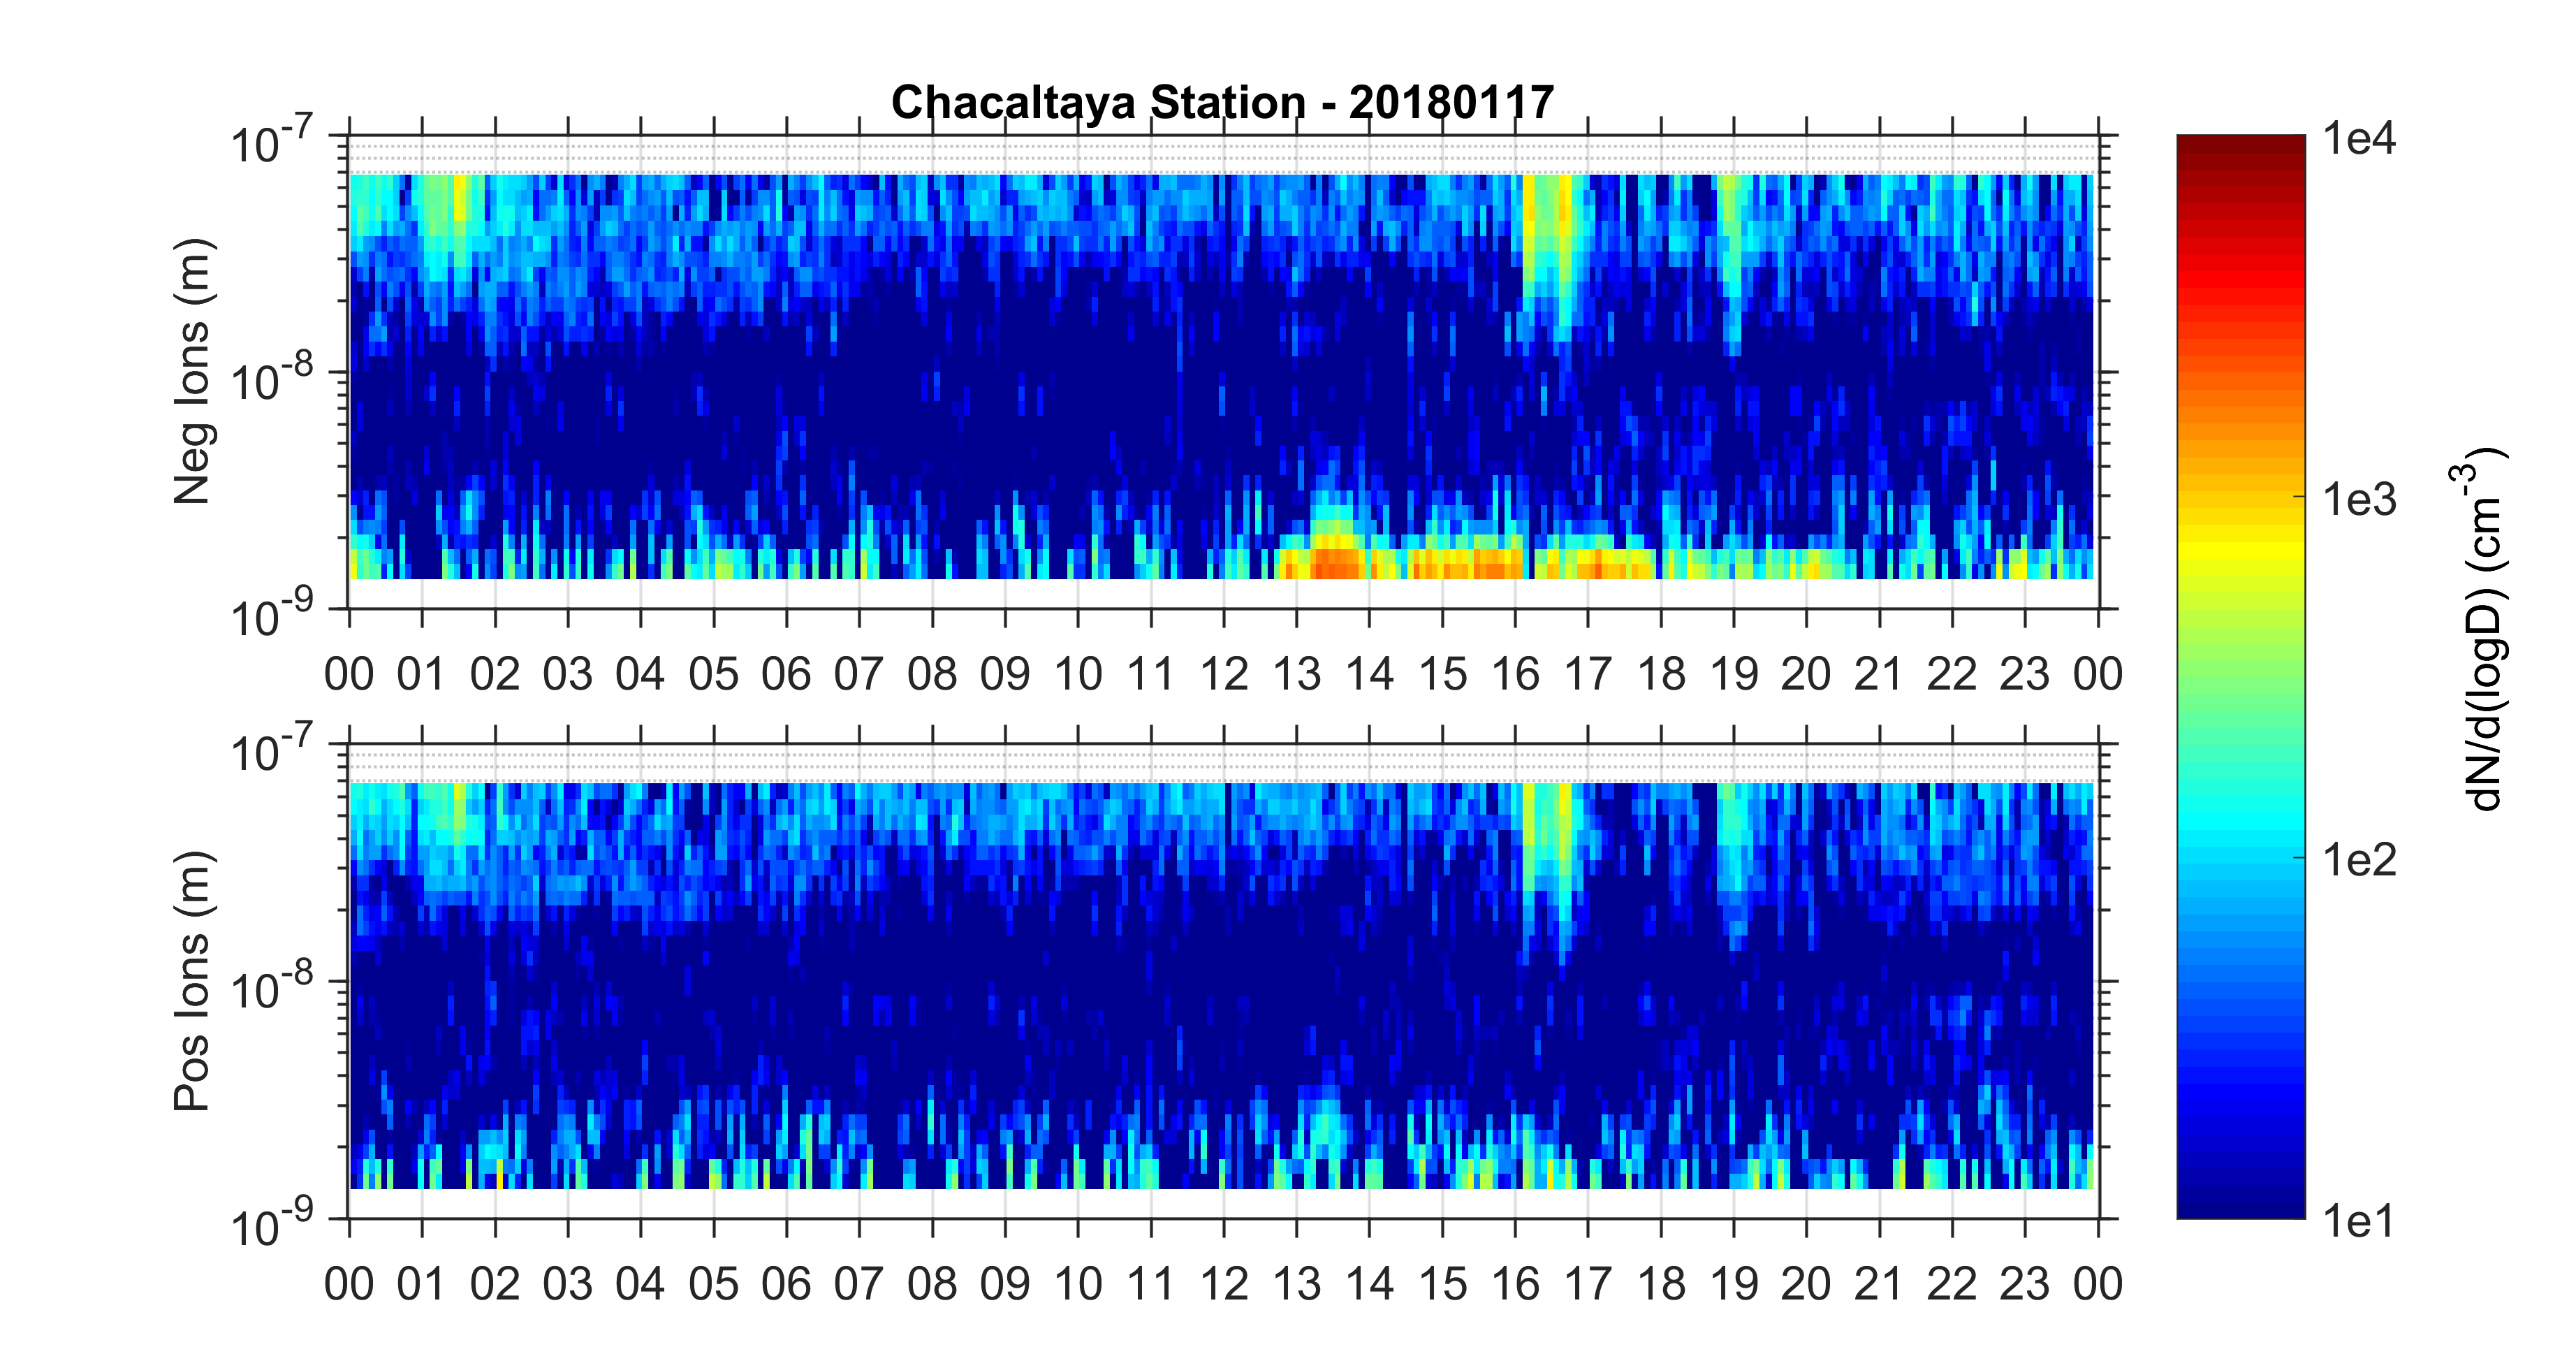 Chacaltaya Station - 20180117
10-7
10-8
10-9
Neg Ions (m)
00 01 02 03 04 05 06 07 08 09 10 11 12 13 14 15 16 17 18 19 20 21 22 23 00
10-7
10-8
10-9
Pos Ions (m)
00 01 02 03 04 05 06 07 08 09 10 11 12 13 14 15 16 17 18 19 20 21 22 23 00
1e4
1e3
1e2
1e1
dN/d(logD) (cm-3)